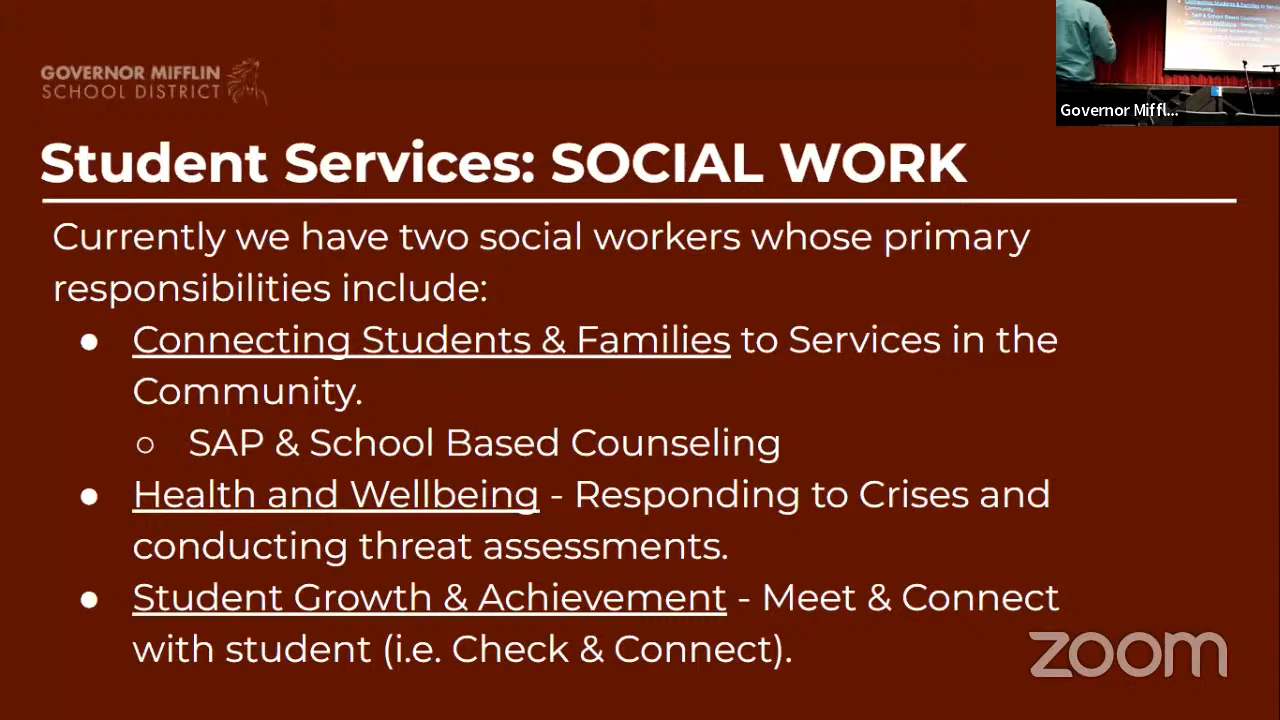 GOVERNOR MIFFLIN
SCHOOL DISTRICT
Student Services: SOCIAL WORK
Currently we have two social workers whose primary
responsibilities include:
● Connecting Students & Families to Services in the
Community.
○ SAP & School Based Counseling
● Health and Wellbeing - Responding to Crises and
conducting threat assessments.
● Student Growth & Achievement - Meet & Connect
with student (i.e. Check & Connect).
Governor Miffl...
zoom